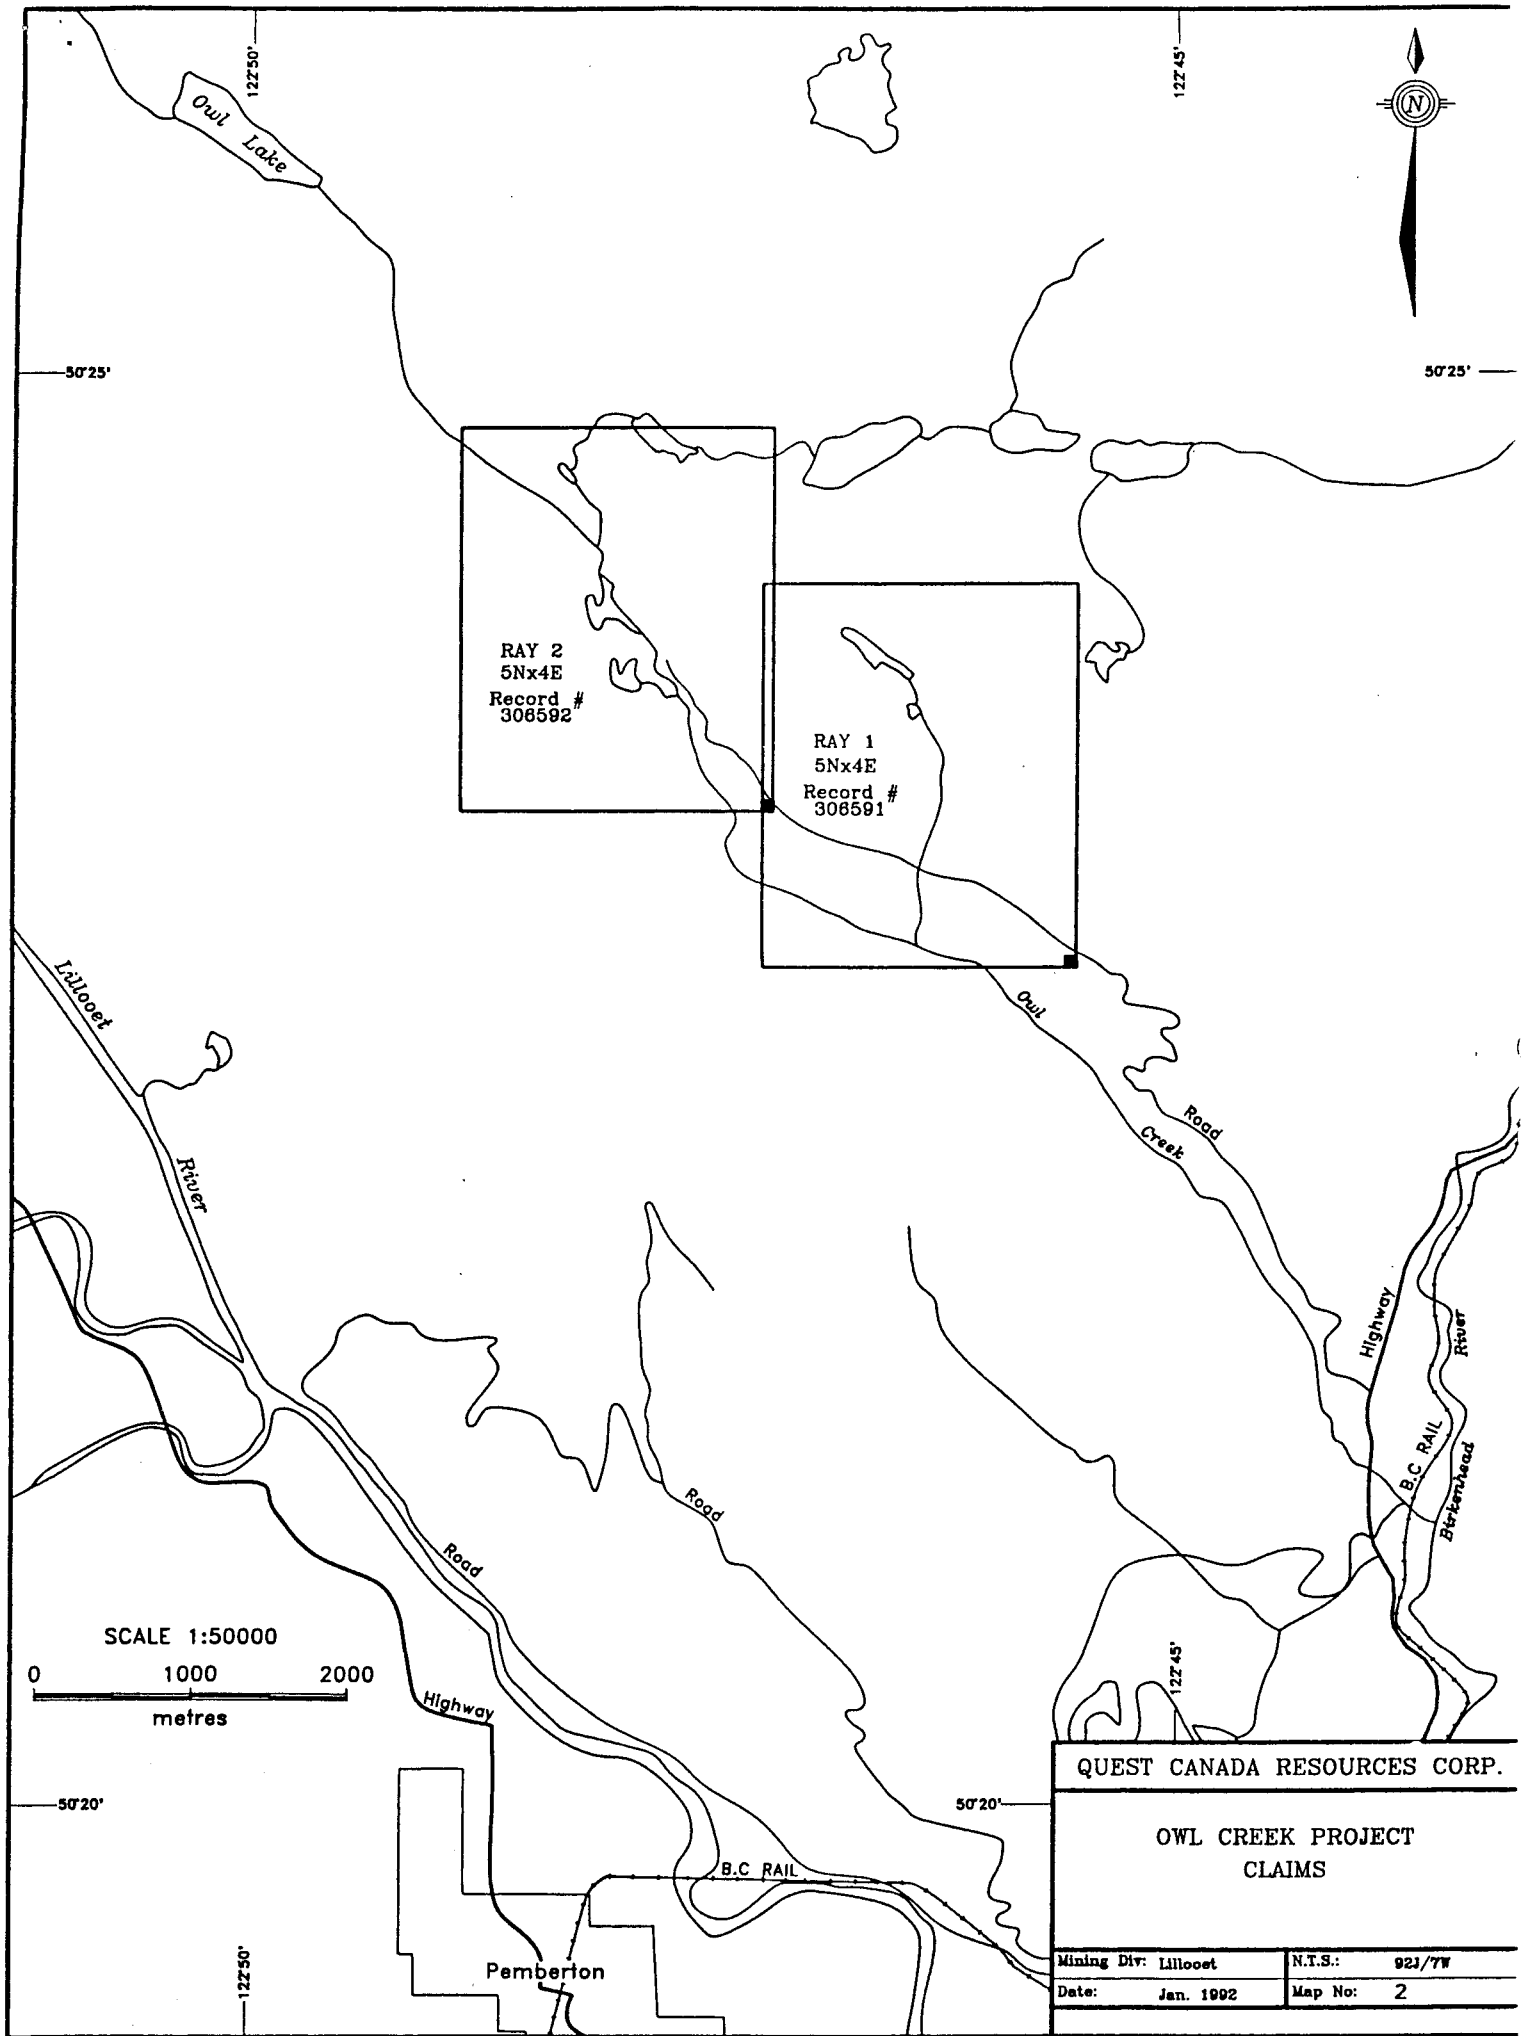 122°50'
122°45'
N
Owl Lake
50°25'
50°25'
RAY 2
5Nx4E
Record #
306592
RAY 1
5Nx4E
Record #
306591
Lillooet
River
Owl
Creek
Road
Highway
River
B.C RAIL
Birkenhead
Road
Road
SCALE 1:50000
0 1000 2000
metres
Highway
122°45'
50°20'
50°20'
B.C RAIL
122°50'
Pemberton
QUEST CANADA RESOURCES CORP.
OWL CREEK PROJECT
CLAIMS
Mining Div: Lillooet
N.T.S.: 92J/7W
Date: Jan. 1992
Map No: 2